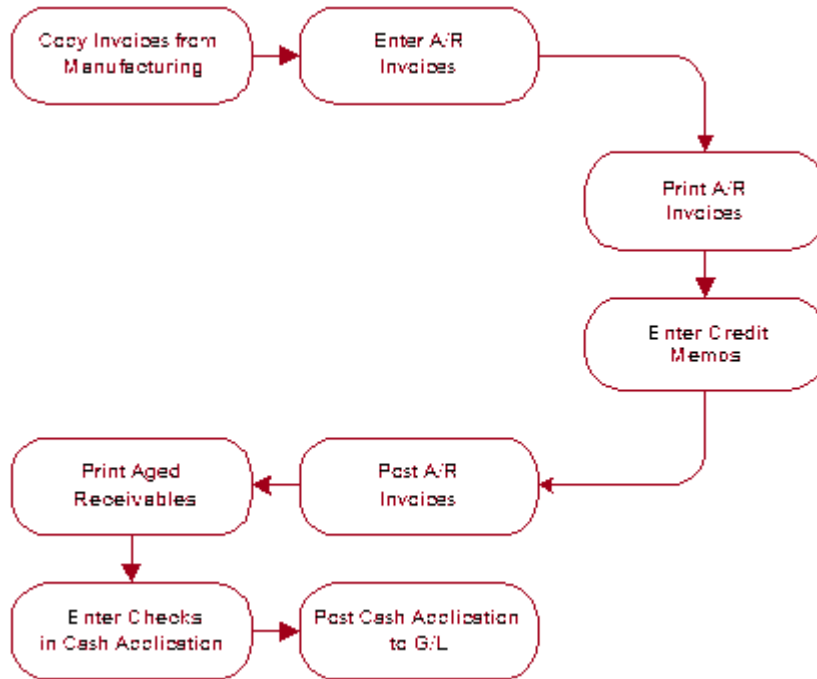 Copy Invoices from
Manufacturing
Enter A/R
Invoices
Print A/R
Invoices
Enter Credit
Memos
Post A/R
Invoices
Print Aged
Receivables
Enter Checks
in Cash Application
Post Cash Application
to G/L